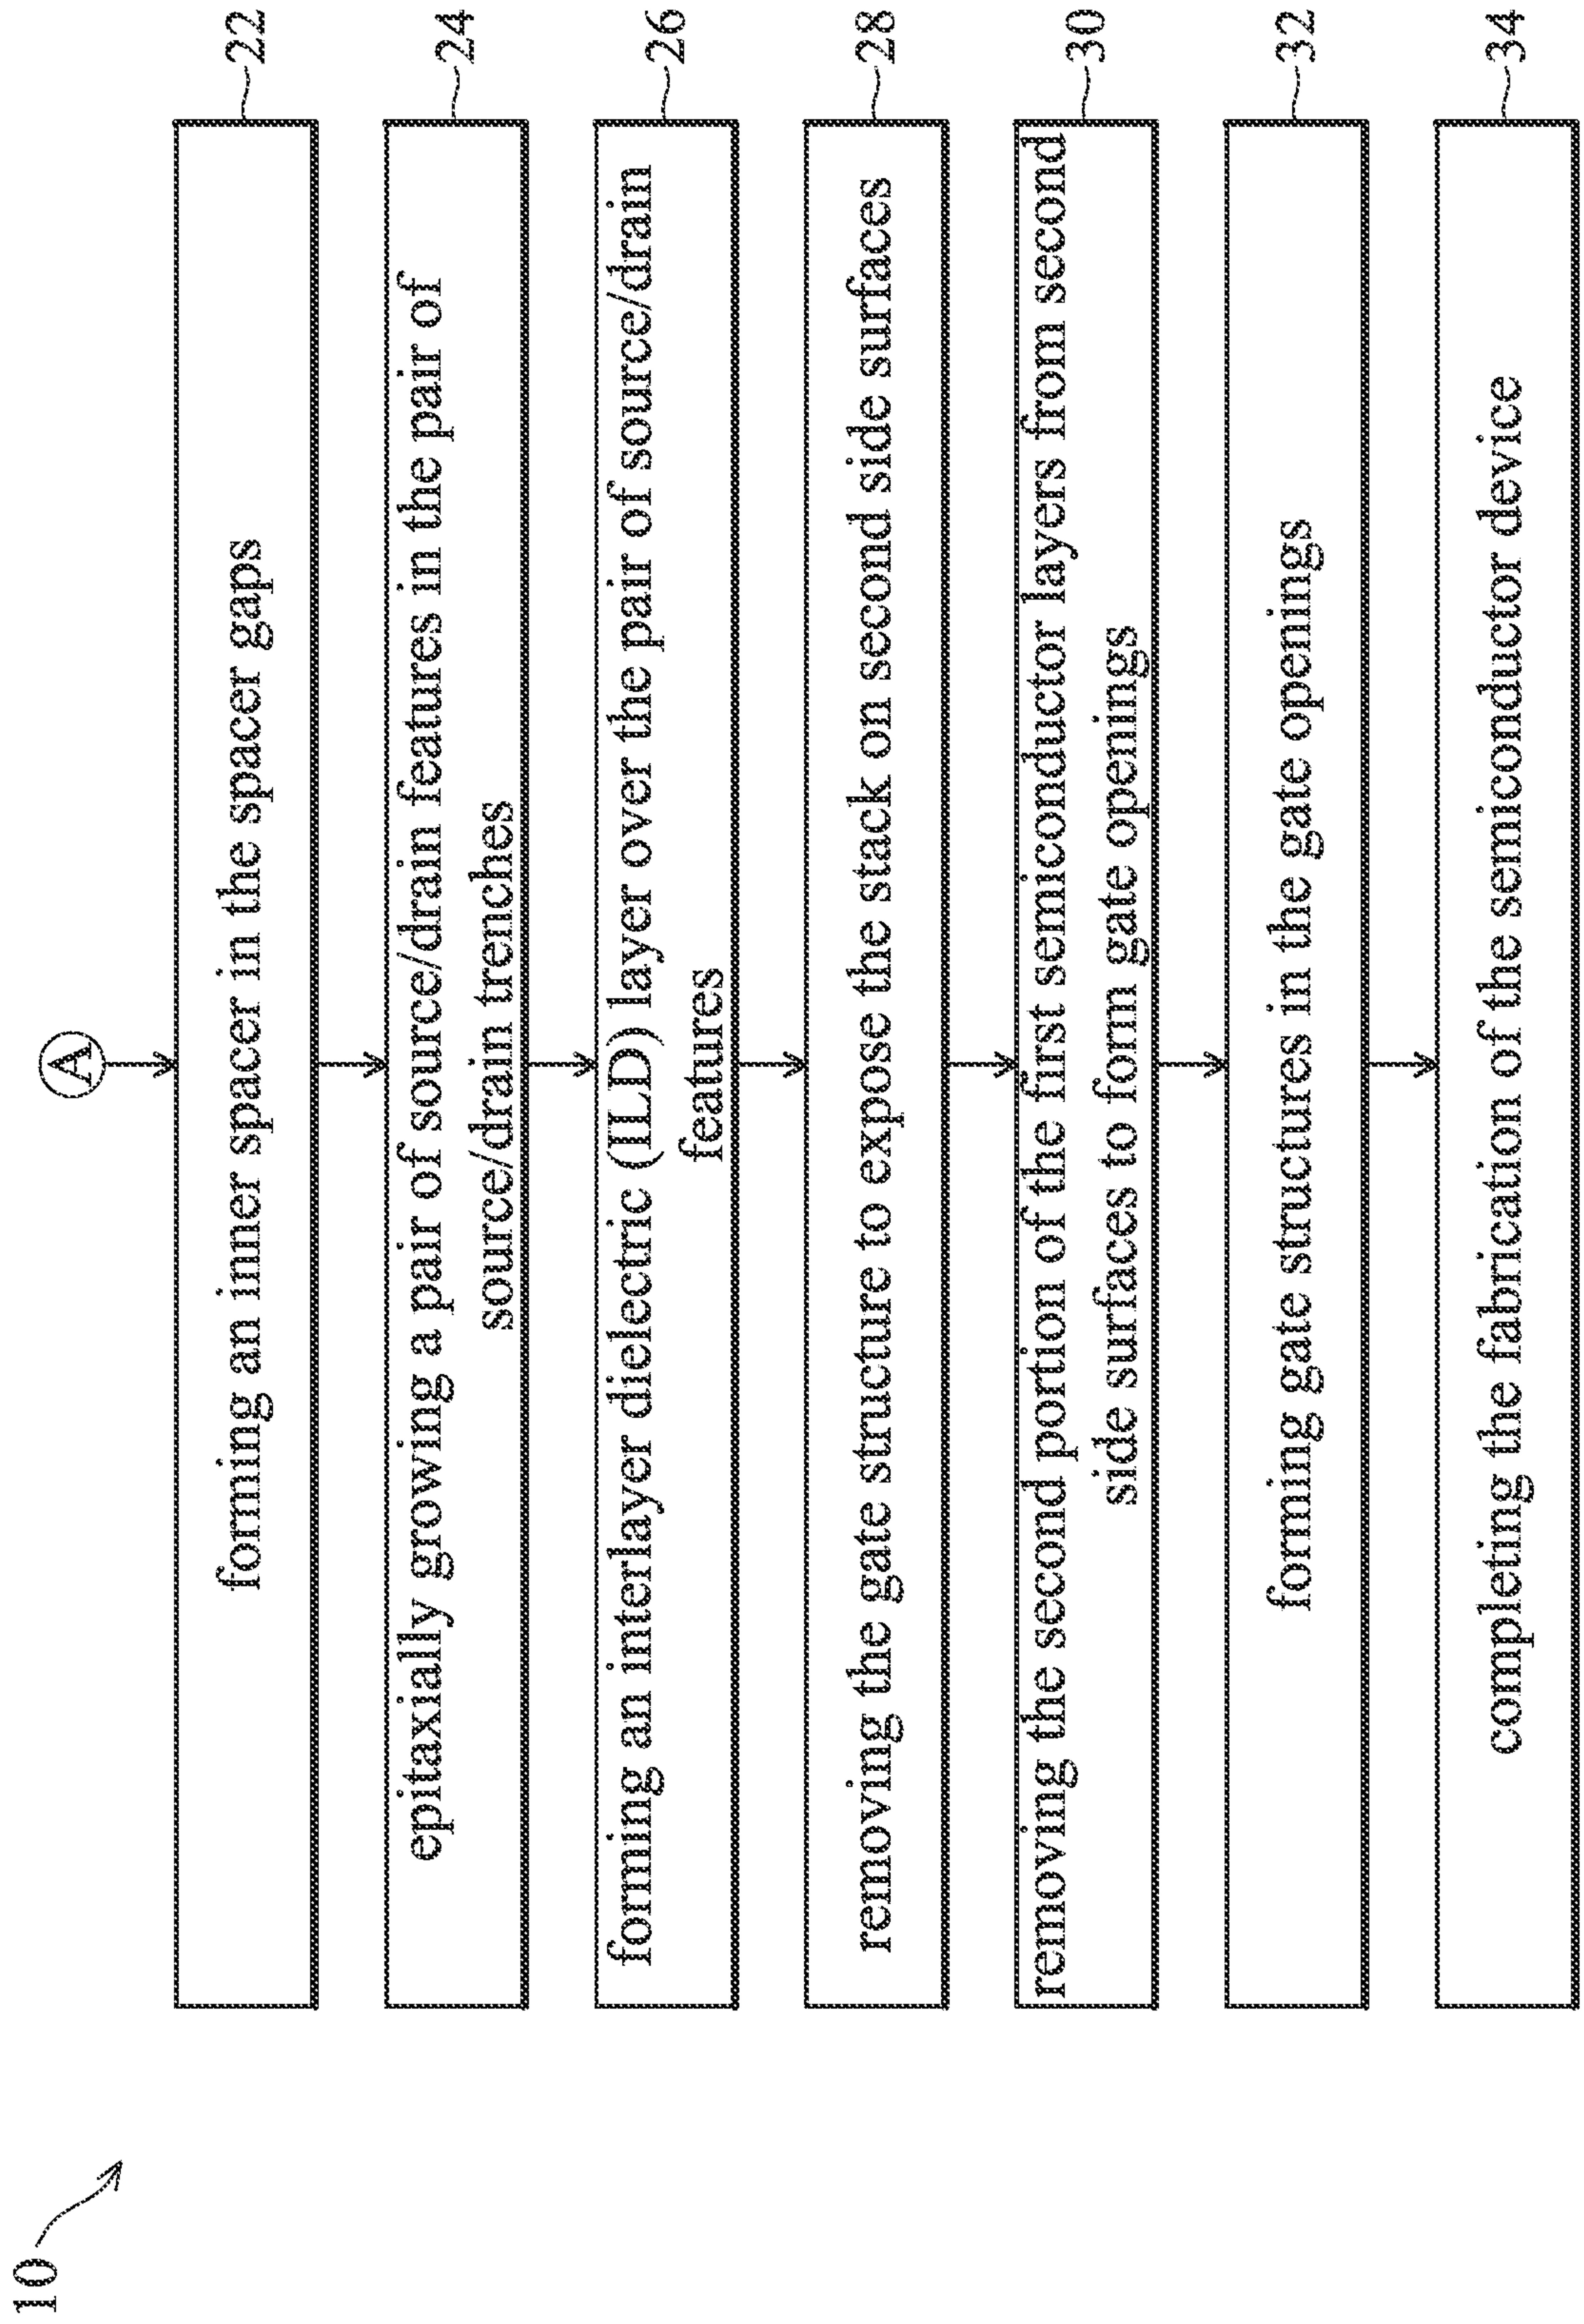 10
A
forming an inner spacer in the spacer gaps
22
epitaxially growing a pair of source/drain features in the pair of
source/drain trenches
24
forming an interlayer dielectric (ILD) layer over the pair of source/drain
features
26
removing the gate structure to expose the stack on second side surfaces
28
removing the second portion of the first semiconductor layers from second
side surfaces to form gate openings
30
forming gate structures in the gate openings
32
completing the fabrication of the semiconductor device
34